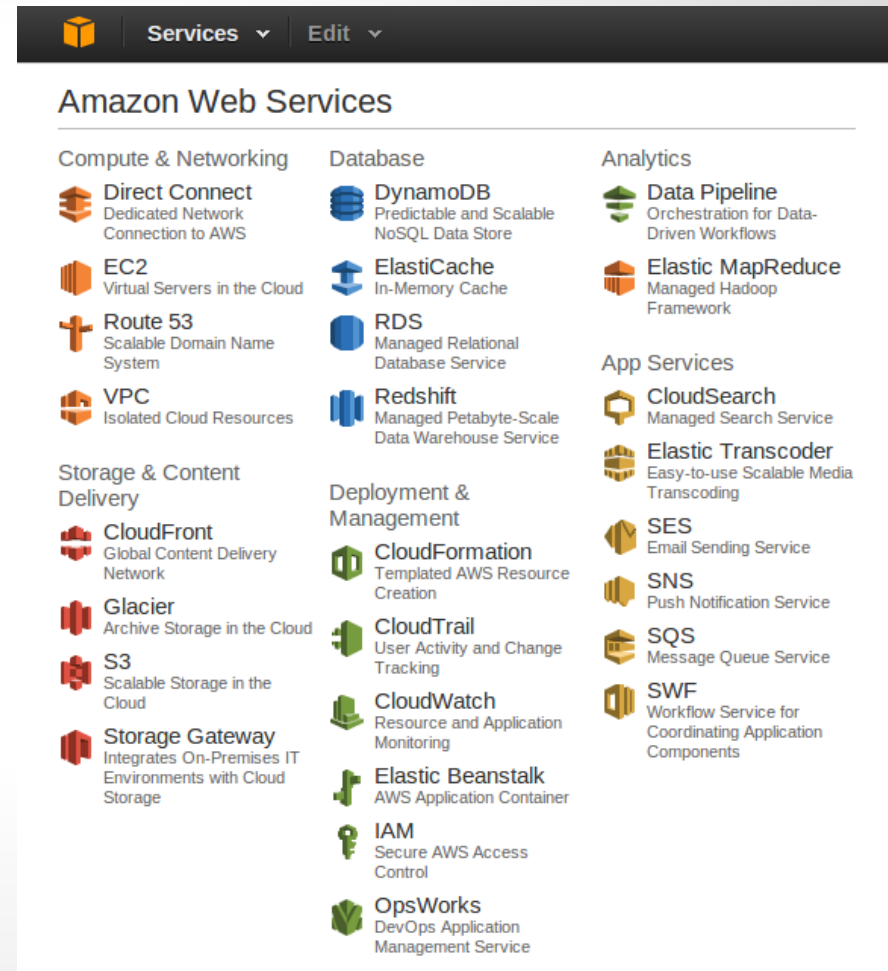 Services
Edit
Amazon Web Services
Compute & Networking
Direct Connect
Dedicated Network
Connection to AWS
EC2
Virtual Servers in the Cloud
Route 53
Scalable Domain Name
System
VPC
Isolated Cloud Resources
Storage & Content
Delivery
CloudFront
Global Content Delivery
Network
Glacier
Archive Storage in the Cloud
S3
Scalable Storage in the
Cloud
Storage Gateway
Integrates On-Premises IT
Environments with Cloud
Storage
Database
DynamoDB
Predictable and Scalable
NoSQL Data Store
ElastiCache
In-Memory Cache
RDS
Managed Relational
Database Service
Redshift
Managed Petabyte-Scale
Data Warehouse Service
Deployment &
Management
CloudFormation
Templated AWS Resource
Creation
CloudTrail
User Activity and Change
Tracking
CloudWatch
Resource and Application
Monitoring
Elastic Beanstalk
AWS Application Container
IAM
Secure AWS Access
Control
OpsWorks
DevOps Application
Management Service
Analytics
Data Pipeline
Orchestration for Data-
Driven Workflows
Elastic MapReduce
Managed Hadoop
Framework
App Services
CloudSearch
Managed Search Service
Elastic Transcoder
Easy-to-use Scalable Media
Transcoding
SES
Email Sending Service
SNS
Push Notification Service
SQS
Message Queue Service
SWF
Workflow Service for
Coordinating Application
Components